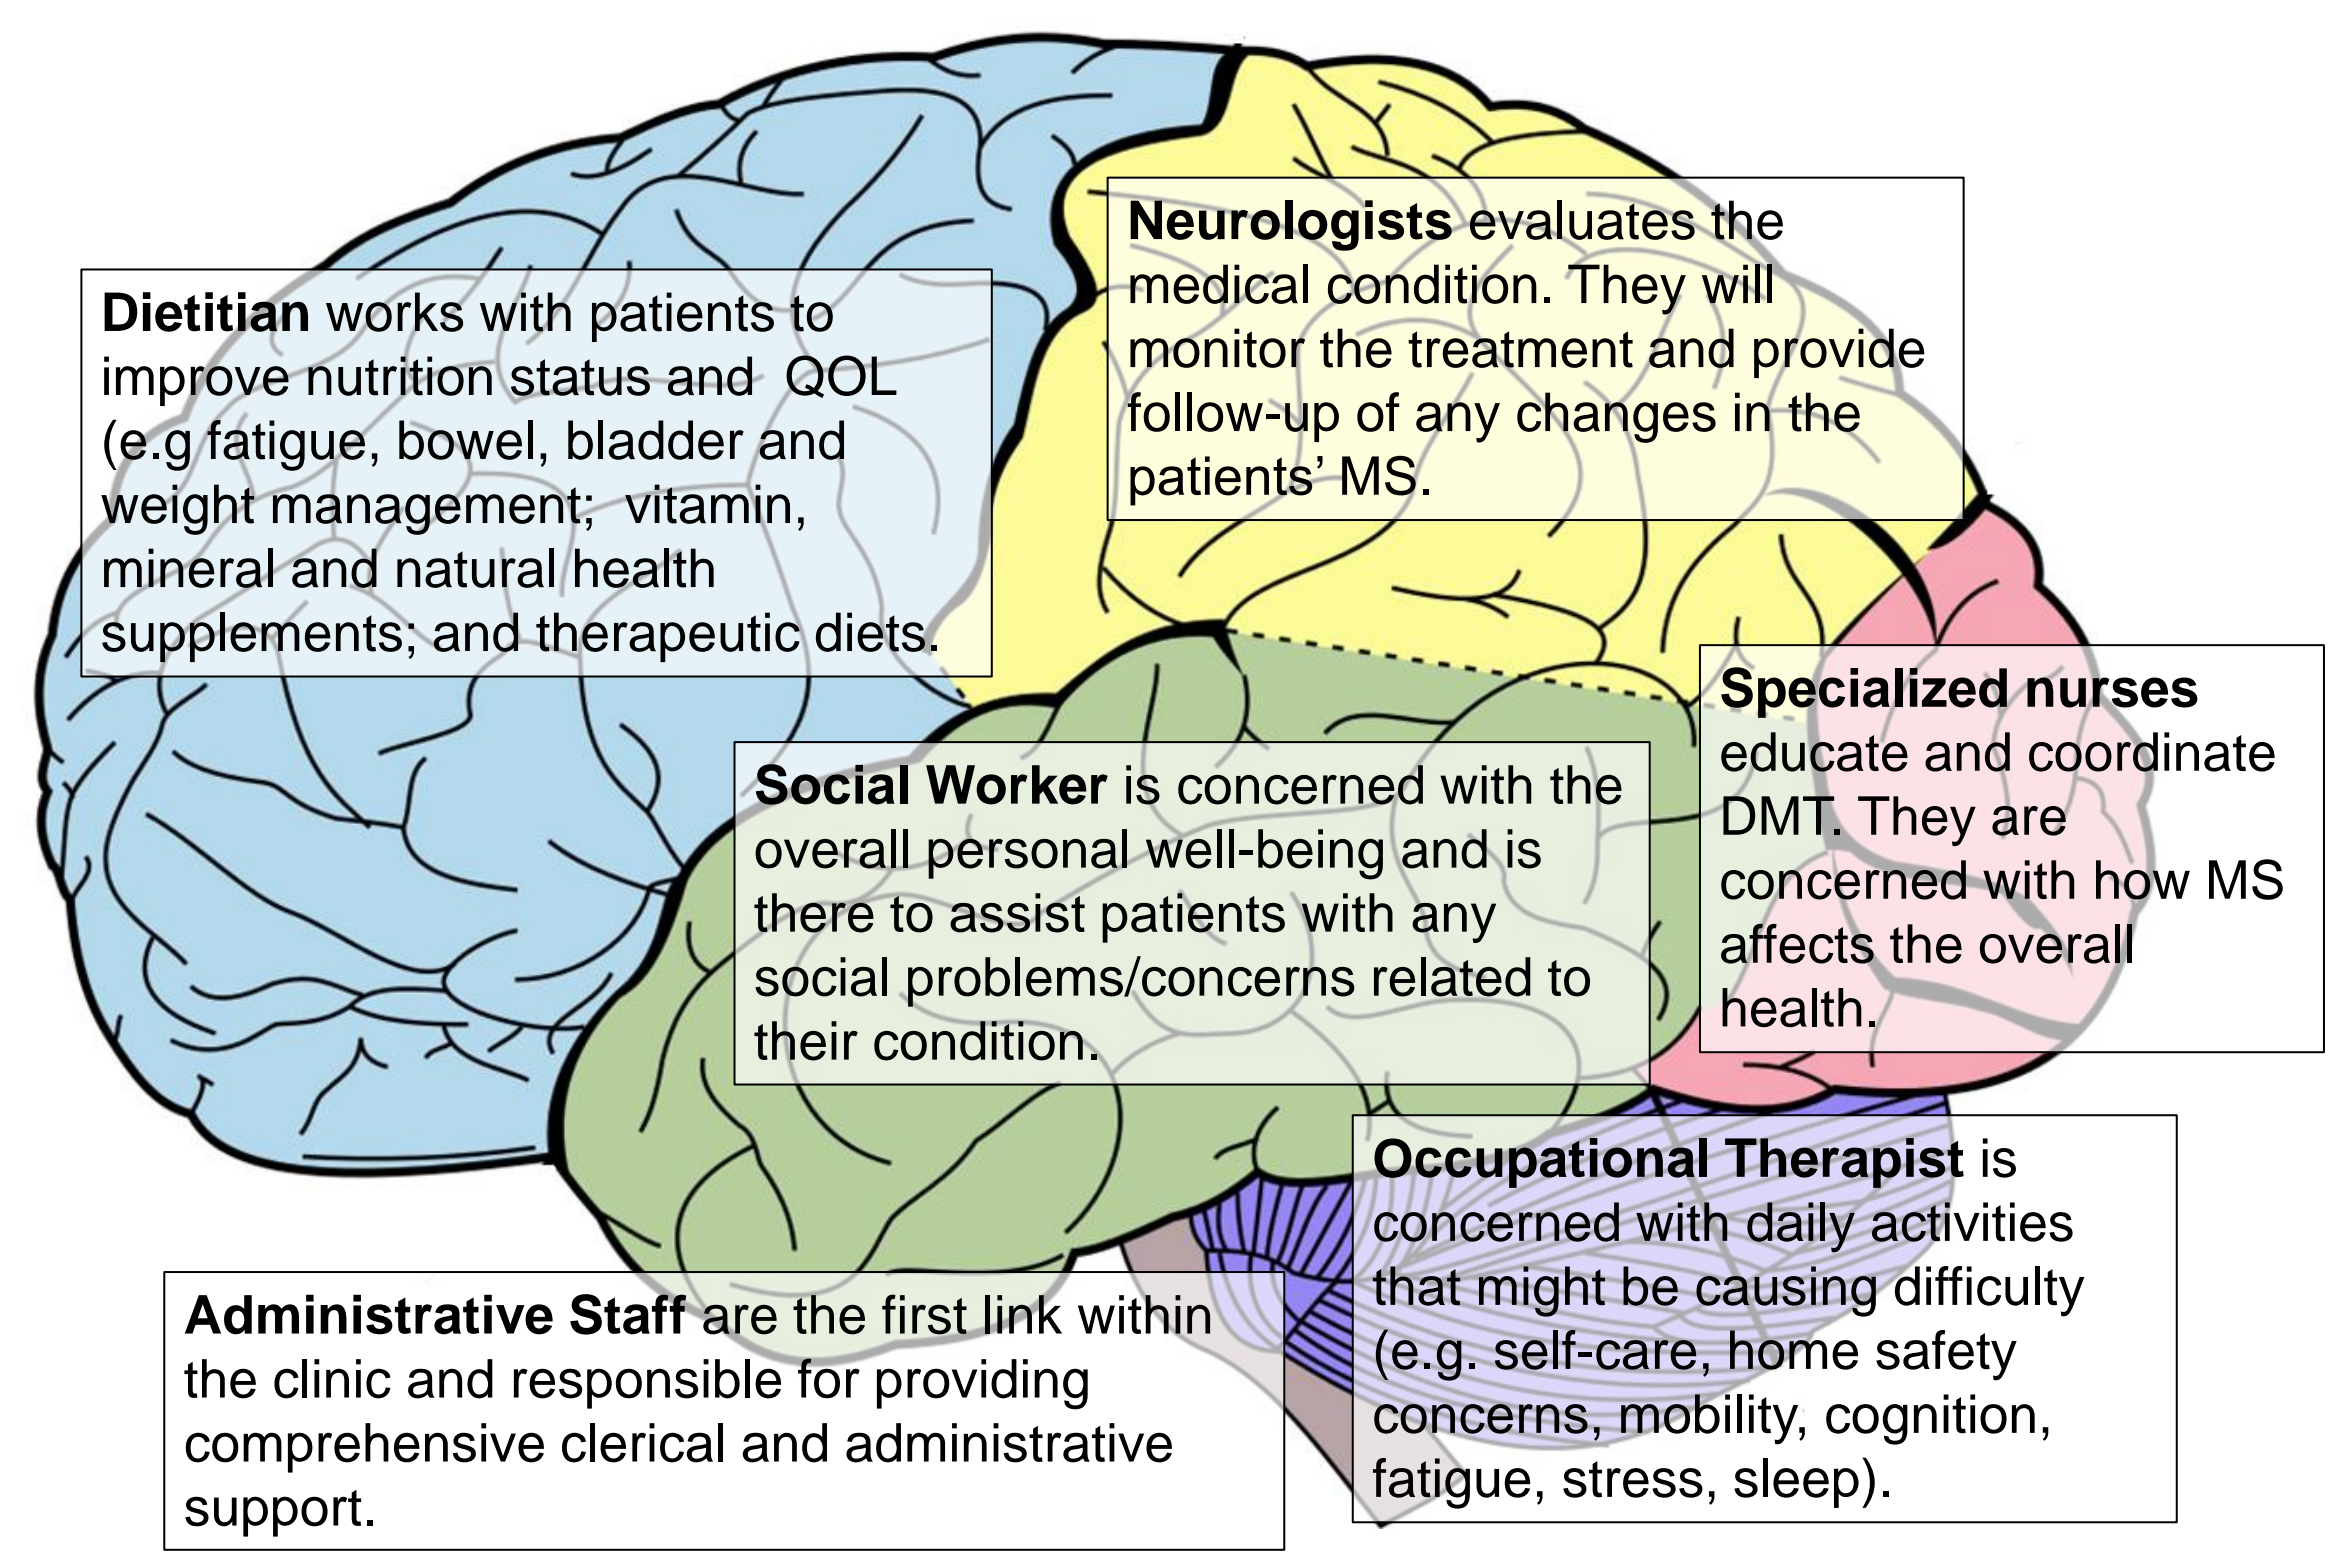 Dietitian works with patients to
improve nutrition status and  QOL
(e.g fatigue, bowel, bladder and
weight management;  vitamin,
mineral and natural health
supplements; and therapeutic diets.
Neurologists evaluates the
medical condition. They will
monitor the treatment and provide
follow-up of any changes in the
patients’ MS.
Social Worker is concerned with the
overall personal well-being and is
there to assist patients with any
social problems/concerns related to
their condition.
Specialized nurses
educate and coordinate
DMT. They are
concerned with how MS
affects the overall
health.
Administrative Staff are the first link within
the clinic and responsible for providing
comprehensive clerical and administrative
support.
Occupational Therapist is
concerned with daily activities
that might be causing difficulty
(e.g. self-care, home safety
concerns, mobility, cognition,
fatigue, stress, sleep).